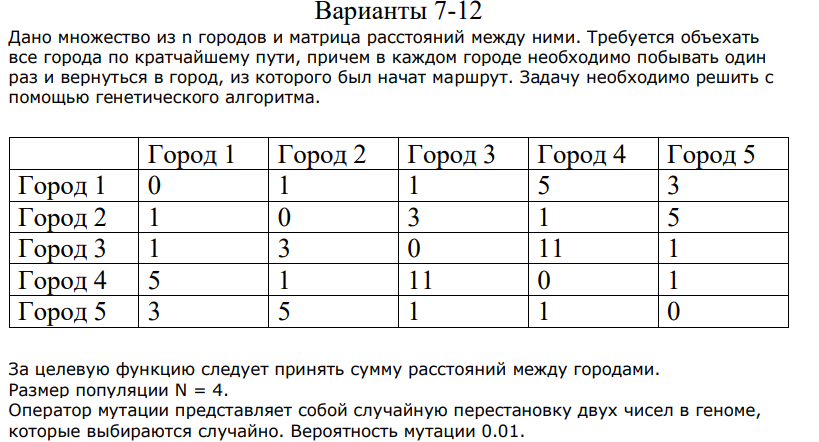 Варианты 7-12
Дано множество из n городов и матрица расстояний между ними. Требуется объехать
все города по кратчайшему пути, причем в каждом городе необходимо побывать один
раз и вернуться в город, из которого был начат маршрут. Задачу необходимо решить с
помощью генетического алгоритма.
Город 1 Город 2 Город 3 Город 4 Город 5
Город 1 0 1 1 5 3
Город 2 1 0 3 1 5
Город 3 1 3 0 11 1
Город 4 5 1 11 0 1
Город 5 3 5 1 1 0
За целевую функцию следует принять сумму расстояний между городами.
Размер популяции N = 4.
Оператор мутации представляет собой случайную перестановку двух чисел в геноме,
которые выбираются случайно. Вероятность мутации 0.01.